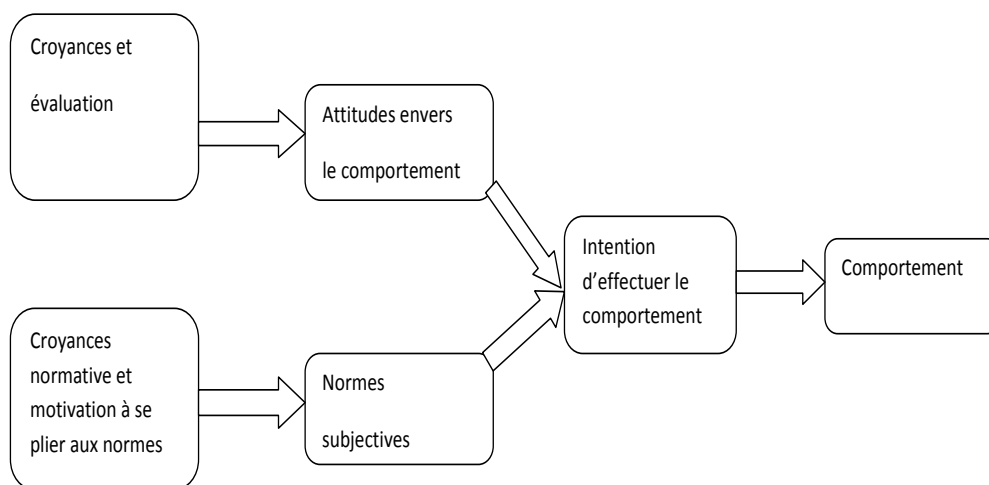 Croyances et
évaluation
Attitudes envers
le comportement
Intention
d’effectuer le
comportement
Comportement
Croyances
normative et
motivation à se
plier aux normes
Normes
subjectives